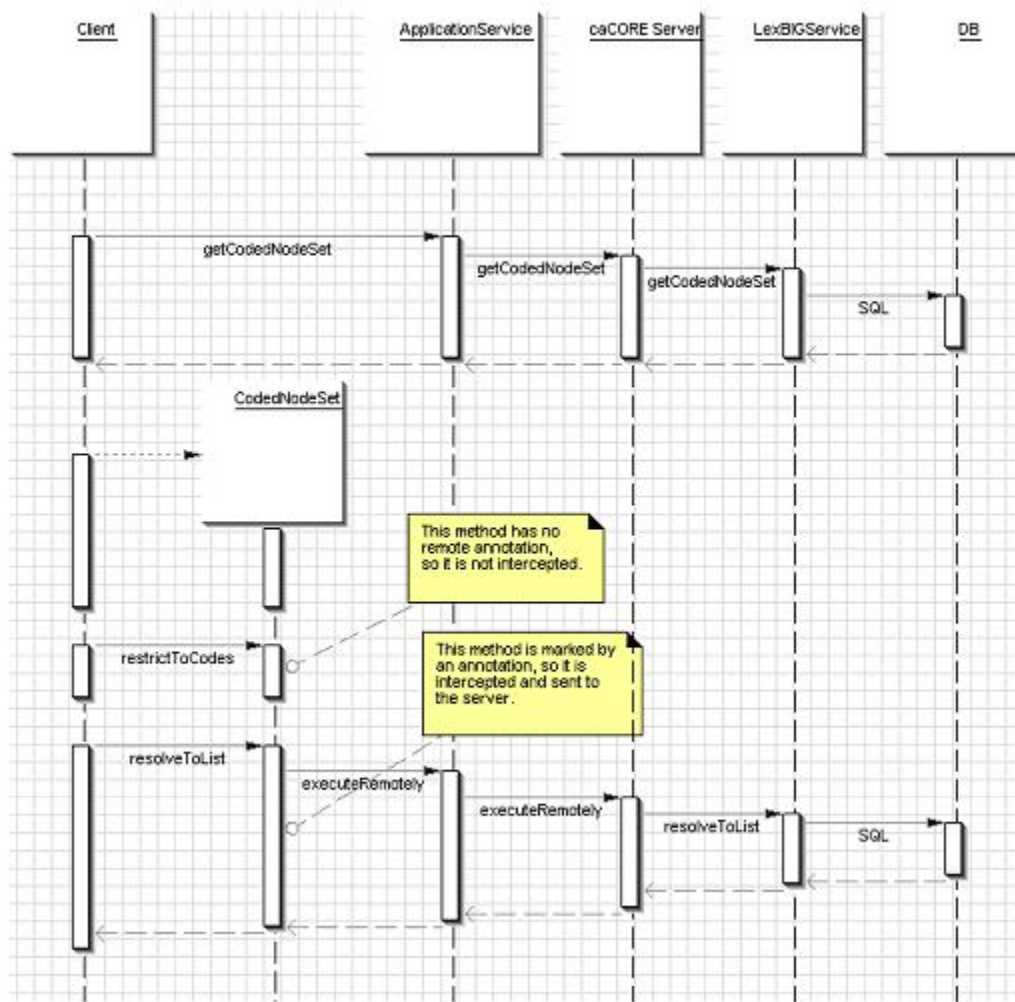 Client
ApplicationService
caCORE Server
LexBIGService
DB
getCodedNodeSet
getCodedNodeSet
getCodedNodeSet
SQL
CodedNodeSet
This method has no
remote annotation,
so it is not intercepted.
restrictToCodes
This method is marked by
an annotation, so it is
intercepted and sent to
the server.
resolveToList
executeRemotely
executeRemotely
resolveToList
SQL